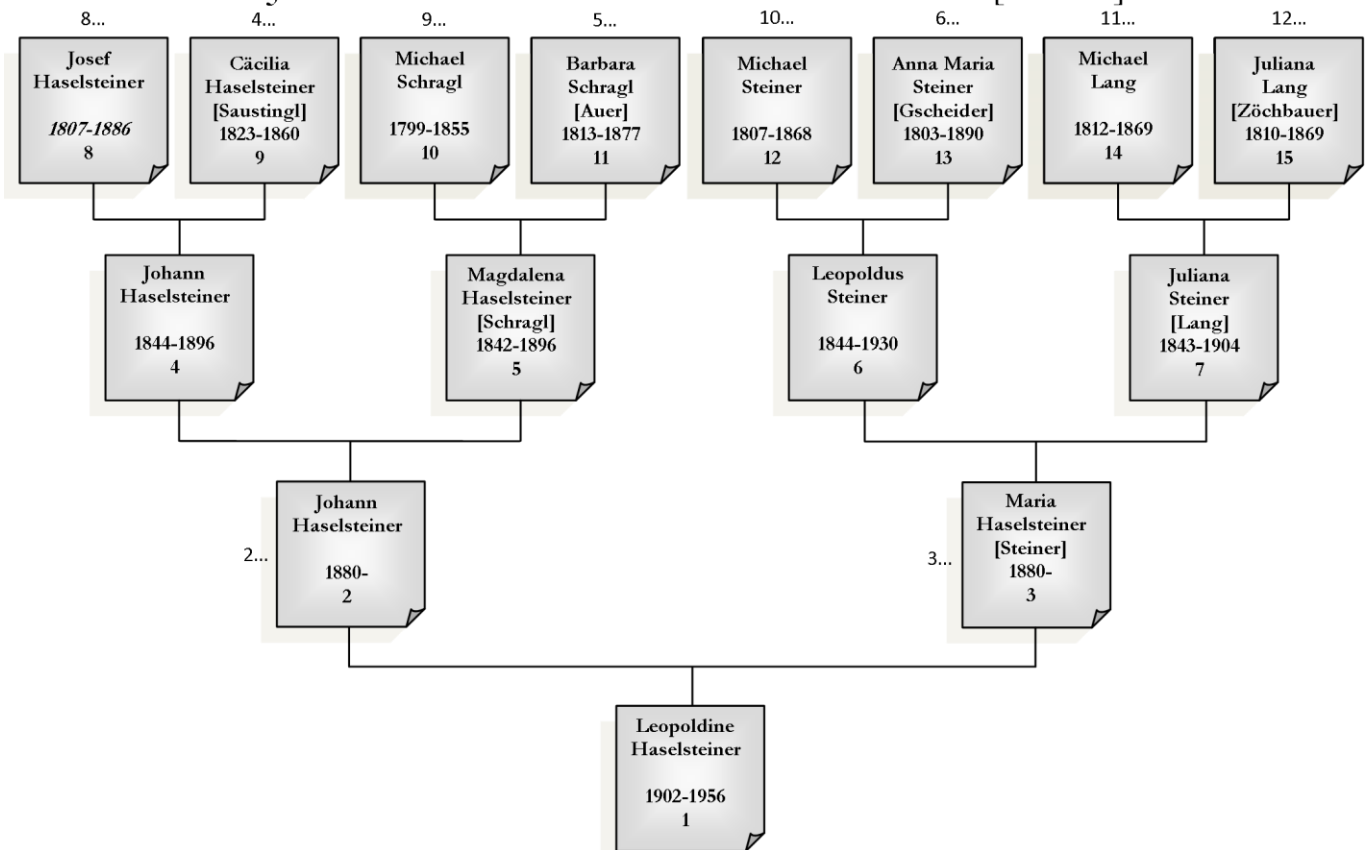 8...
4...
9...
5...
10...
6...
11...
12...
Josef
Haselsteiner
1807-1886
8
Cäcilia
Haselsteiner
[Saustingl]
1823-1860
9
Michael
Schragl
1799-1855
10
Barbara
Schragl
[Auer]
1813-1877
11
Michael
Steiner
1807-1868
12
Anna Maria
Steiner
[Gscheider]
1803-1890
13
Michael
Lang
1812-1869
14
Juliana
Lang
[Zöchbauer]
1810-1869
15
Johann
Haselsteiner
1844-1896
4
Magdalena
Haselsteiner
[Schragl]
1842-1896
5
Leopoldus
Steiner
1844-1930
6
Juliana
Steiner
[Lang]
1843-1904
7
2...
Johann
Haselsteiner
1880-
2
3...
Maria
Haselsteiner
[Steiner]
1880-
3
Leopoldine
Haselsteiner
1902-1956
1